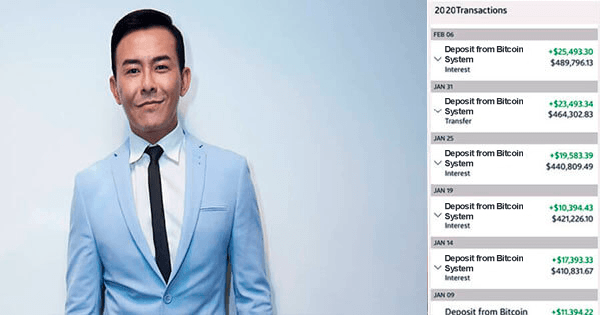 2020Transactions
FEB 06
Deposit from Bitcoin +$25,493.30
System $489,796.13
Interest
JAN 31
Deposit from Bitcoin +$23,493.34
System $464,302.83
Transfer
JAN 25
Deposit from Bitcoin +$19,583.39
System $440,809.49
Interest
JAN 19
Deposit from Bitcoin +$10,394.43
System $421,226.10
Interest
JAN 14
Deposit from Bitcoin +$17,393.33
System $410,831.67
Interest
JAN 09
Deposit from Bitcoin +$11,394.22